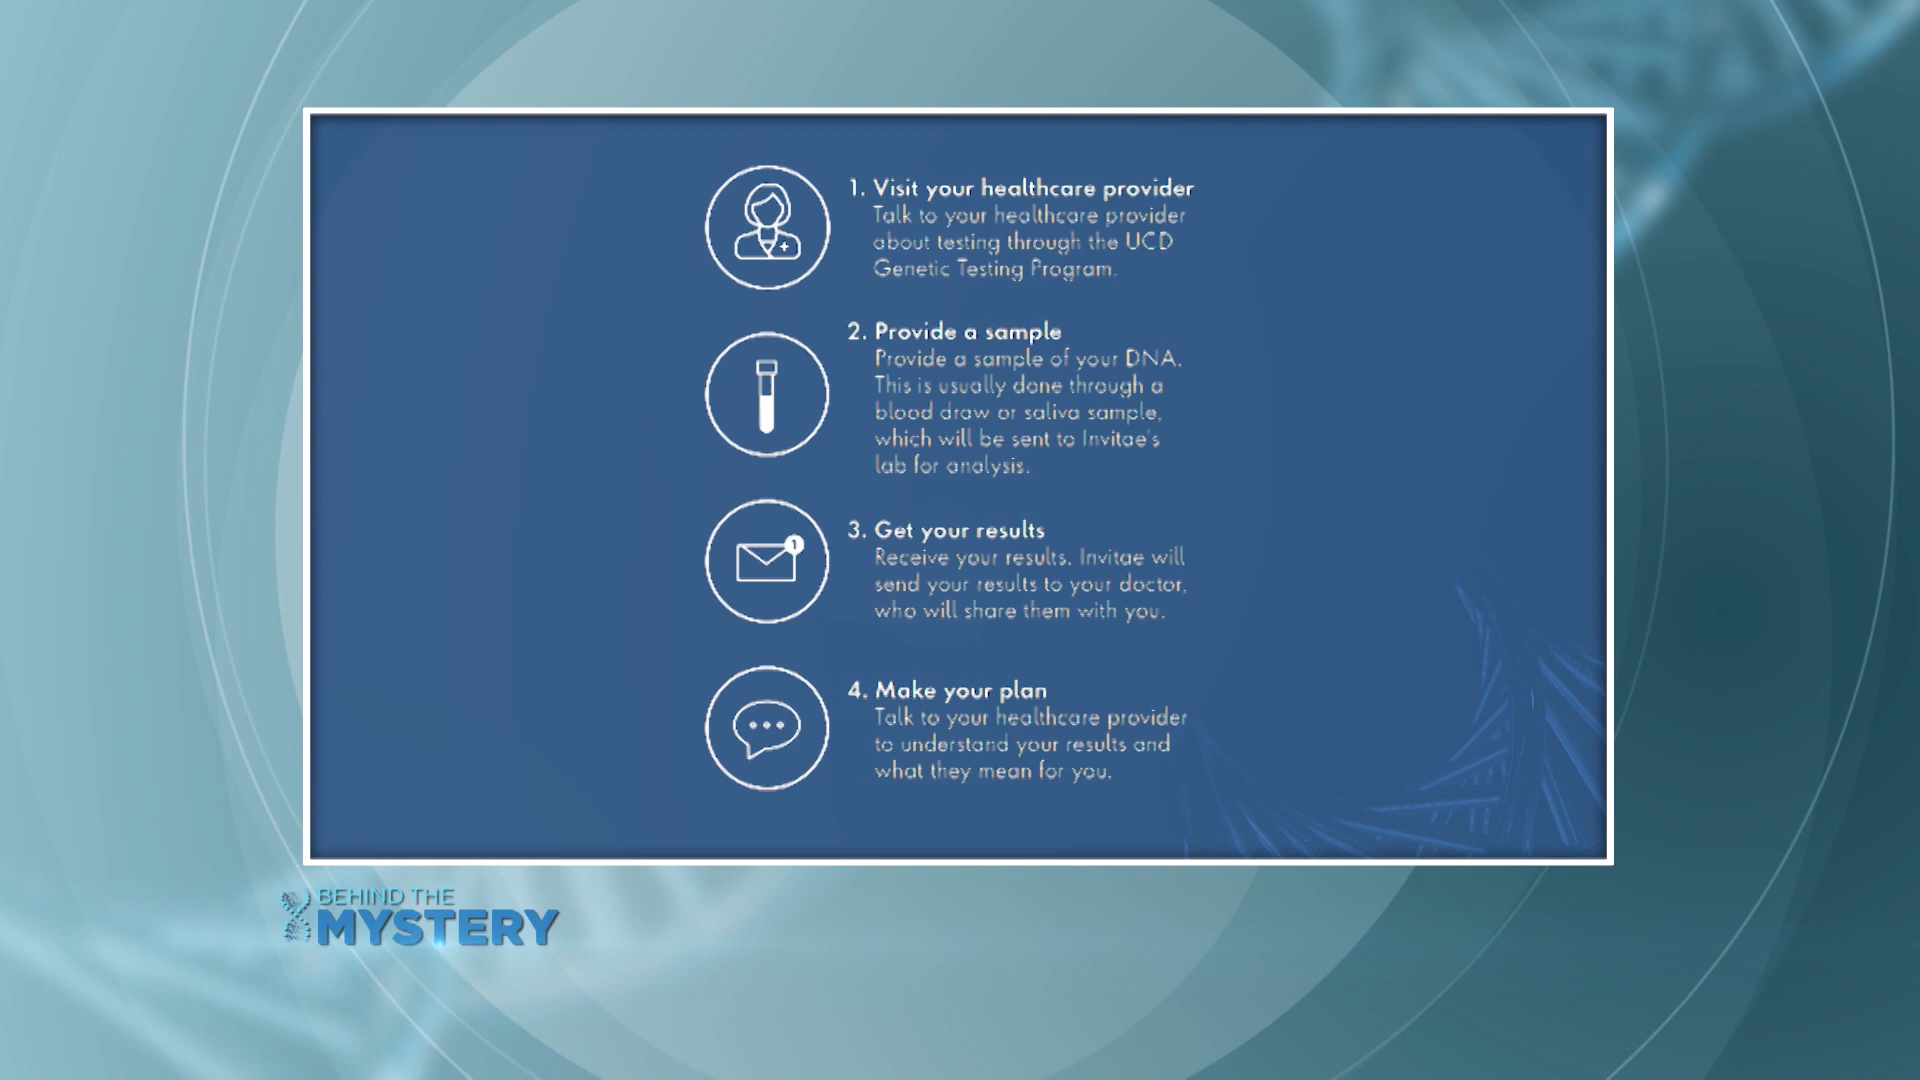 1. Visit your healthcare provider
Talk to your healthcare provider
about testing through the UCD
Genetic Testing Program.
2. Provide a sample
Provide a sample of your DNA.
This is usually done through a
blood draw or saliva sample,
which will be sent to Invitae's
lab for analysis.
1
3. Get your results
Receive your results. Invitae will
send your results to your doctor,
who will share them with you.
4. Make your plan
Talk to your healthcare provider
to understand your results and
what they mean for you.
BEHIND THE
MYSTERY